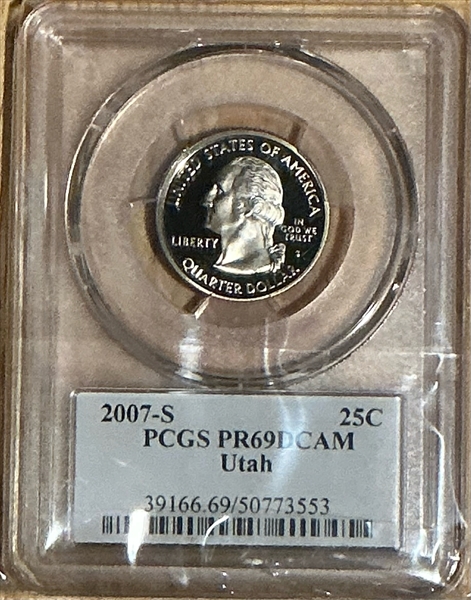 UNITED STATES OF AMERICA
LIBERTY
IN
GOD WE
TRUST
S
QUARTER DOLLAR
2007-S 25C
PCGS PR69DCAM
Utah
39166.69/50773553